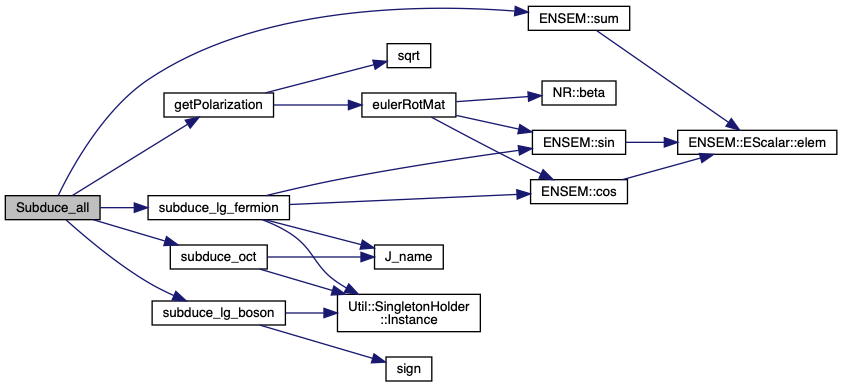 ENSEM::sum
sqrt
NR::beta
getPolarization
eulerRotMat
ENSEM::sin
ENSEM::EScalar::elem
ENSEM::cos
Subduce_all
subduce_lg_fermion
subduce_oct
J_name
Util::SingletonHolder
::Instance
subduce_lg_boson
sign